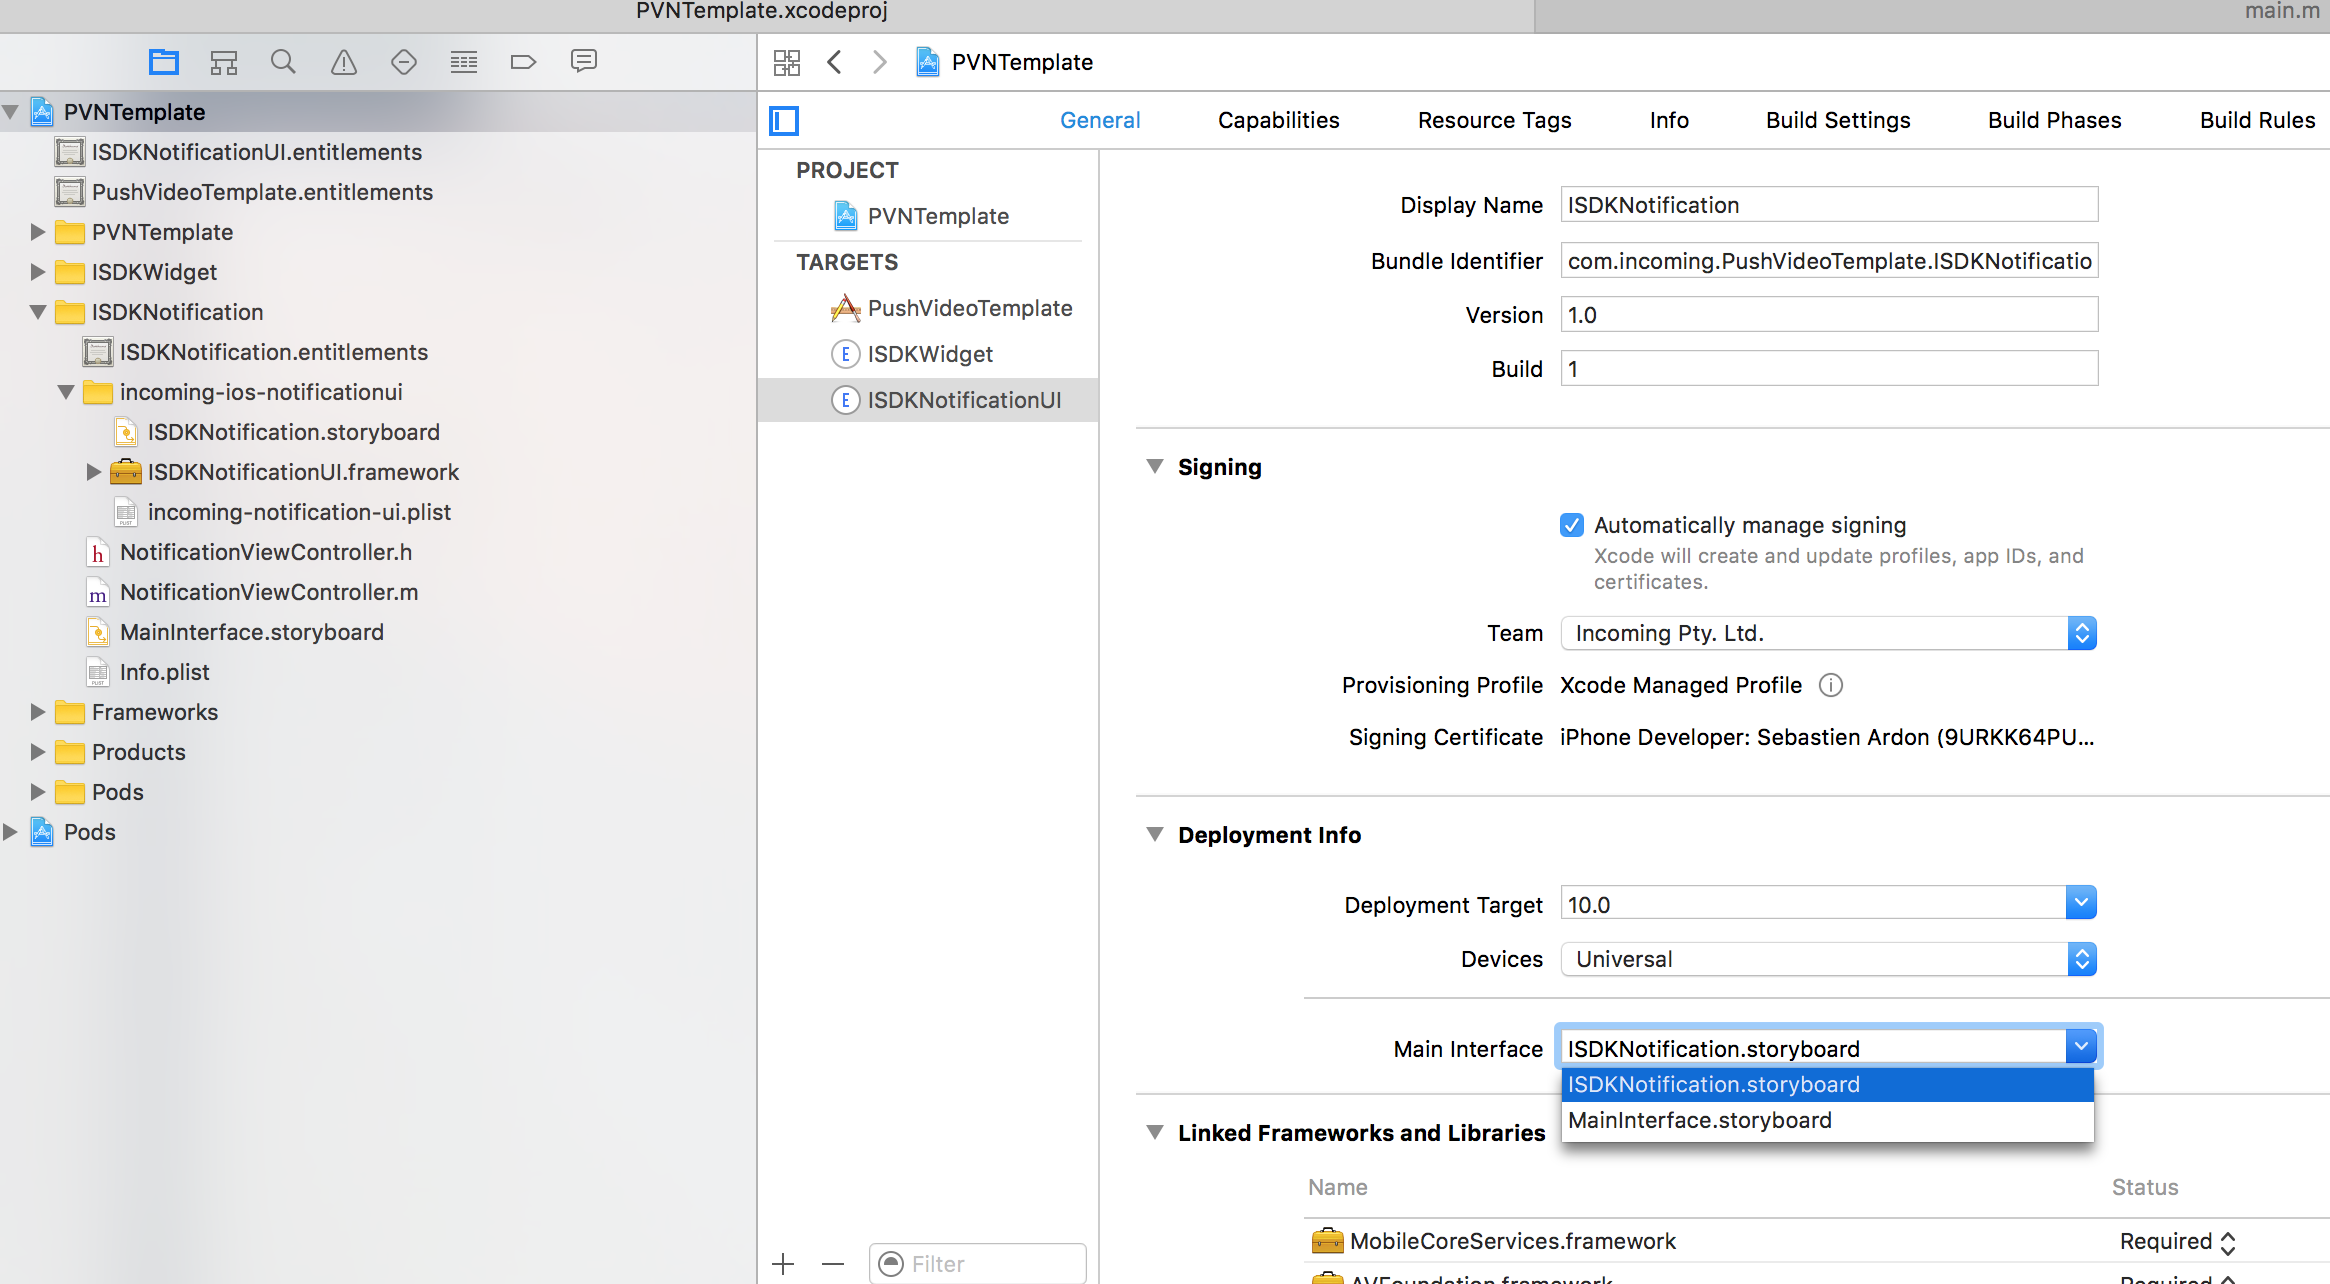 PVNTemplate.xcodeproj
main.m
PVNTemplate
ISDKNotificationUI.entitlements
PushVideoTemplate.entitlements
PVNTemplate
ISDKWidget
ISDKNotification
ISDKNotification.entitlements
incoming-ios-notificationui
ISDKNotification.storyboard
ISDKNotificationUI.framework
incoming-notification-ui.plist
NotificationViewController.h
NotificationViewController.m
MainInterface.storyboard
Info.plist
Frameworks
Products
Pods
Pods
PVNTemplate
General Capabilities Resource Tags Info Build Settings Build Phases Build Rules
PROJECT
PVNTemplate
TARGETS
PushVideoTemplate
E ISDKWidget
E ISDKNotificationUI
Filter
Display Name ISDKNotification
Bundle Identifier com.incoming.PushVideoTemplate.ISDKNotificatio
Version 1.0
Build 1
Signing
Automatically manage signing
Xcode will create and update profiles, app IDs, and
certificates.
Team Incoming Pty. Ltd.
Provisioning Profile Xcode Managed Profile
Signing Certificate iPhone Developer: Sebastien Ardon (9URKK64PU...
Deployment Info
Deployment Target 10.0
Devices Universal
Main Interface ISDKNotification.storyboard
ISDKNotification.storyboard
MainInterface.storyboard
Linked Frameworks and Libraries
Name Status
MobileCoreServices.framework Required
AVFoundation.framework Required